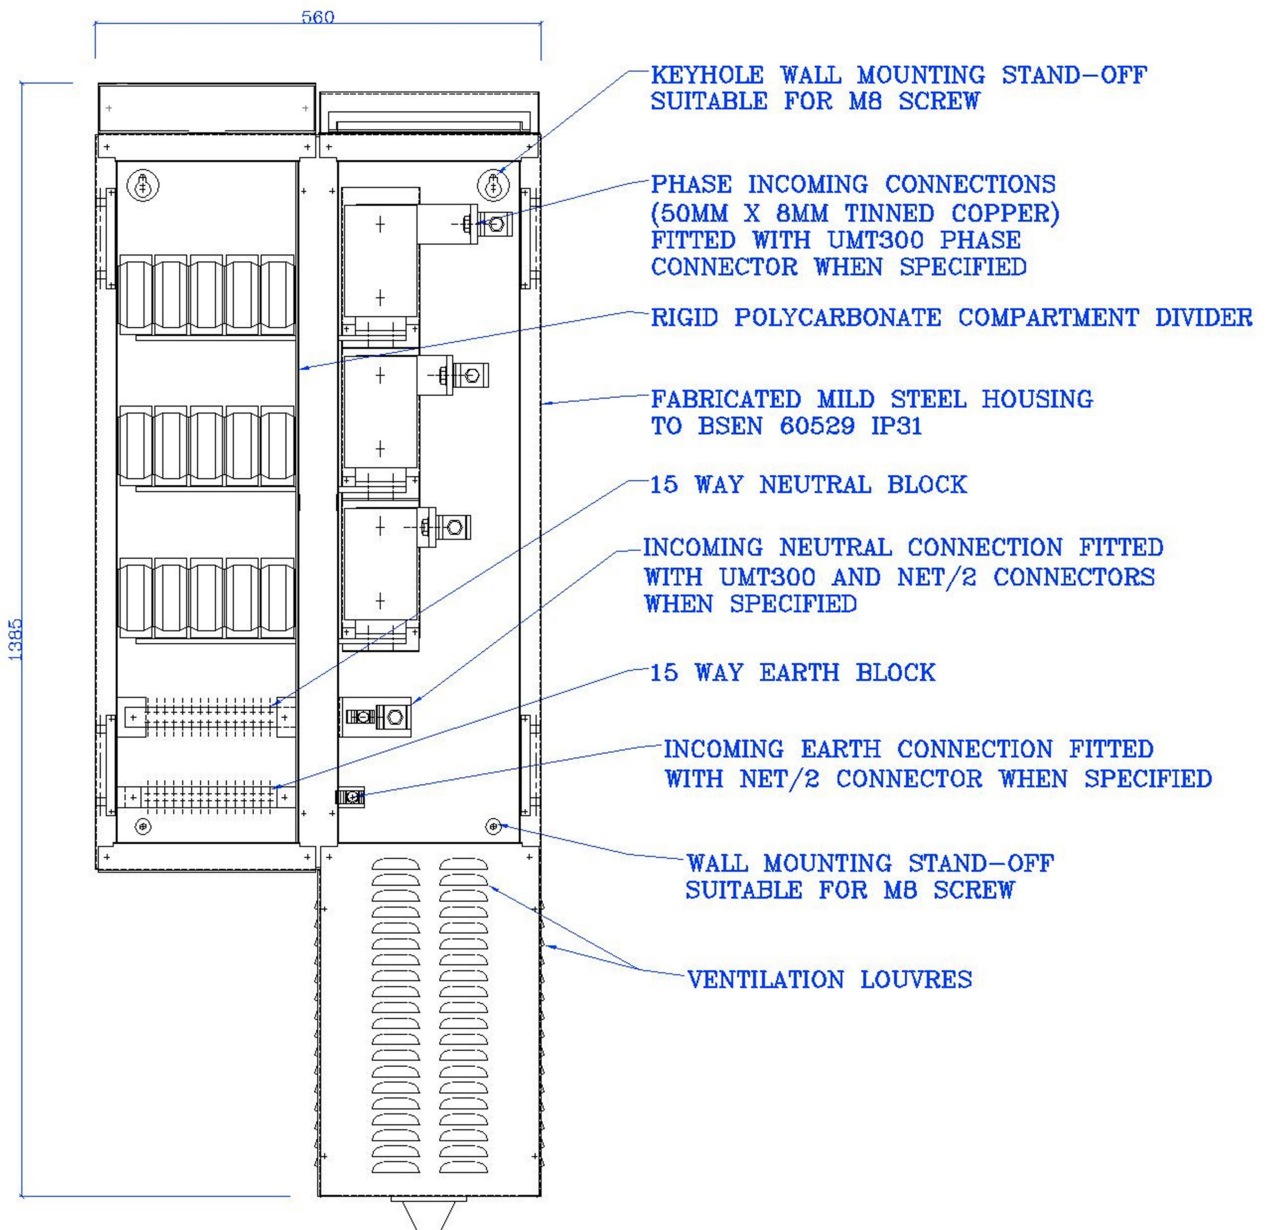 560
KEYHOLE WALL MOUNTING STAND-OFF
SUITABLE FOR M8 SCREW
PHASE INCOMING CONNECTIONS
(50MM X 8MM TINNED COPPER)
FITTED WITH UMT300 PHASE
CONNECTOR WHEN SPECIFIED
RIGID POLYCARBONATE COMPARTMENT DIVIDER
FABRICATED MILD STEEL HOUSING
TO BSEN 60529 IP31
15 WAY NEUTRAL BLOCK
INCOMING NEUTRAL CONNECTION FITTED
WITH UMT300 AND NET/2 CONNECTORS
WHEN SPECIFIED
1385
15 WAY EARTH BLOCK
INCOMING EARTH CONNECTION FITTED
WITH NET/2 CONNECTOR WHEN SPECIFIED
WALL MOUNTING STAND-OFF
SUITABLE FOR M8 SCREW
VENTILATION LOUVRES